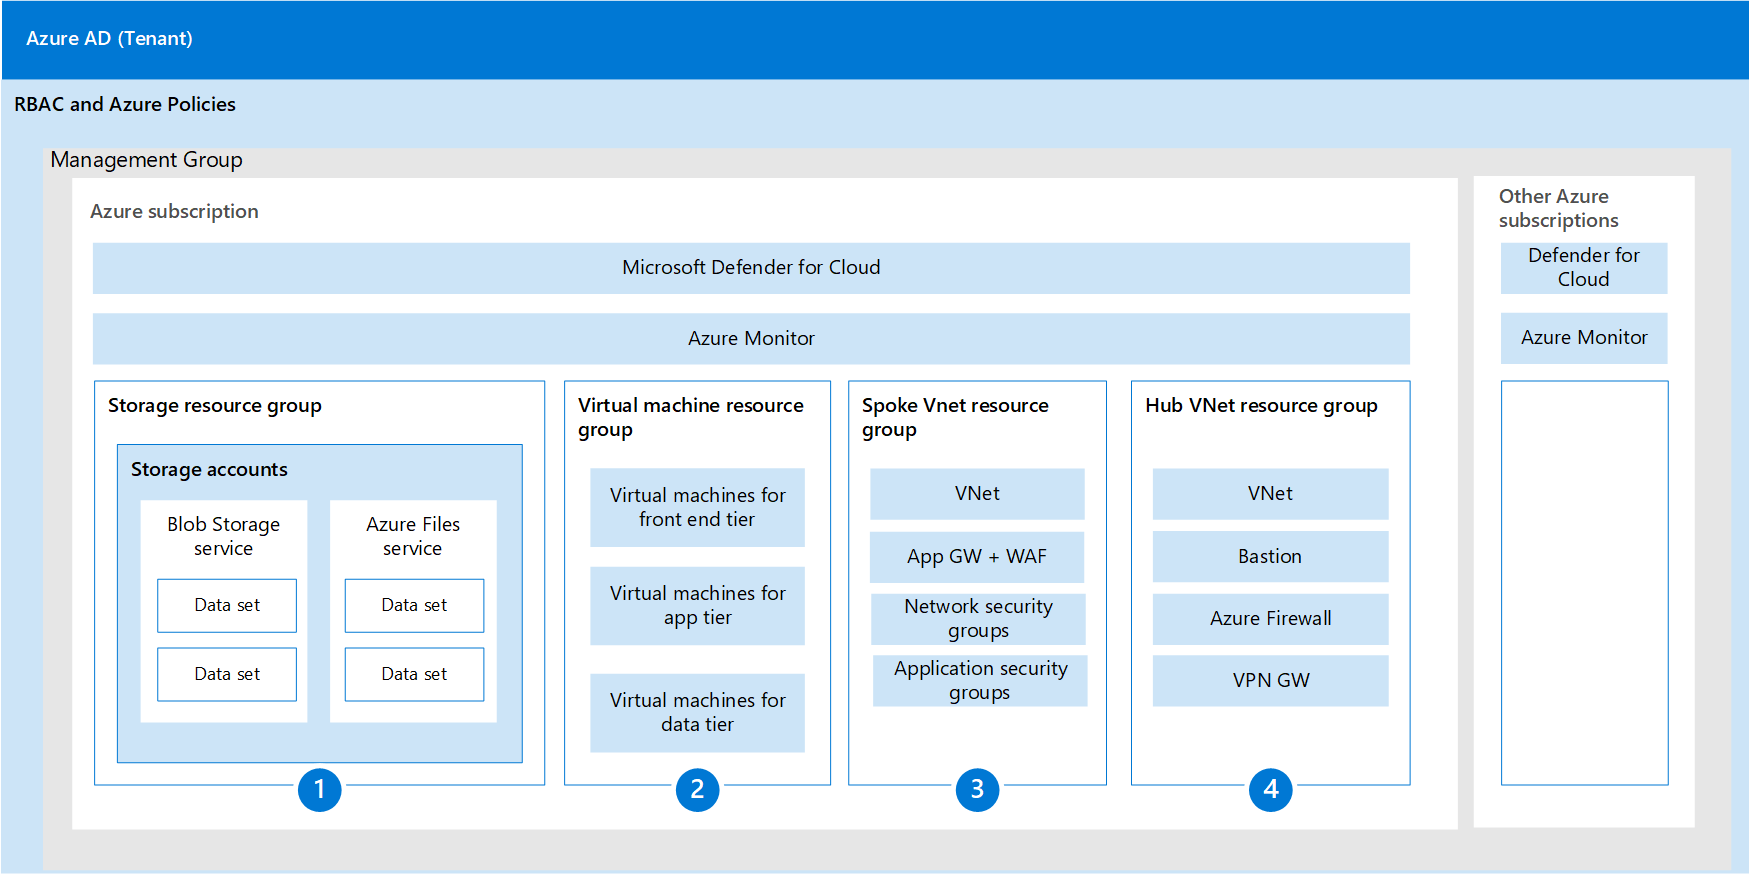 Azure AD (Tenant)
RBAC and Azure Policies
Management Group
Azure subscription
Microsoft Defender for Cloud
Azure Monitor
Storage resource group
Storage accounts
Blob Storage
service
Data set
Data set
Azure Files
service
Data set
Data set
1
Virtual machine resource
group
Virtual machines for
front end tier
Virtual machines for
app tier
Virtual machines for
data tier
2
Spoke Vnet resource
group
VNet
App GW + WAF
Network security
groups
Application security
groups
3
Hub VNet resource group
VNet
Bastion
Azure Firewall
VPN GW
4
Other Azure
subscriptions
Defender for
Cloud
Azure Monitor